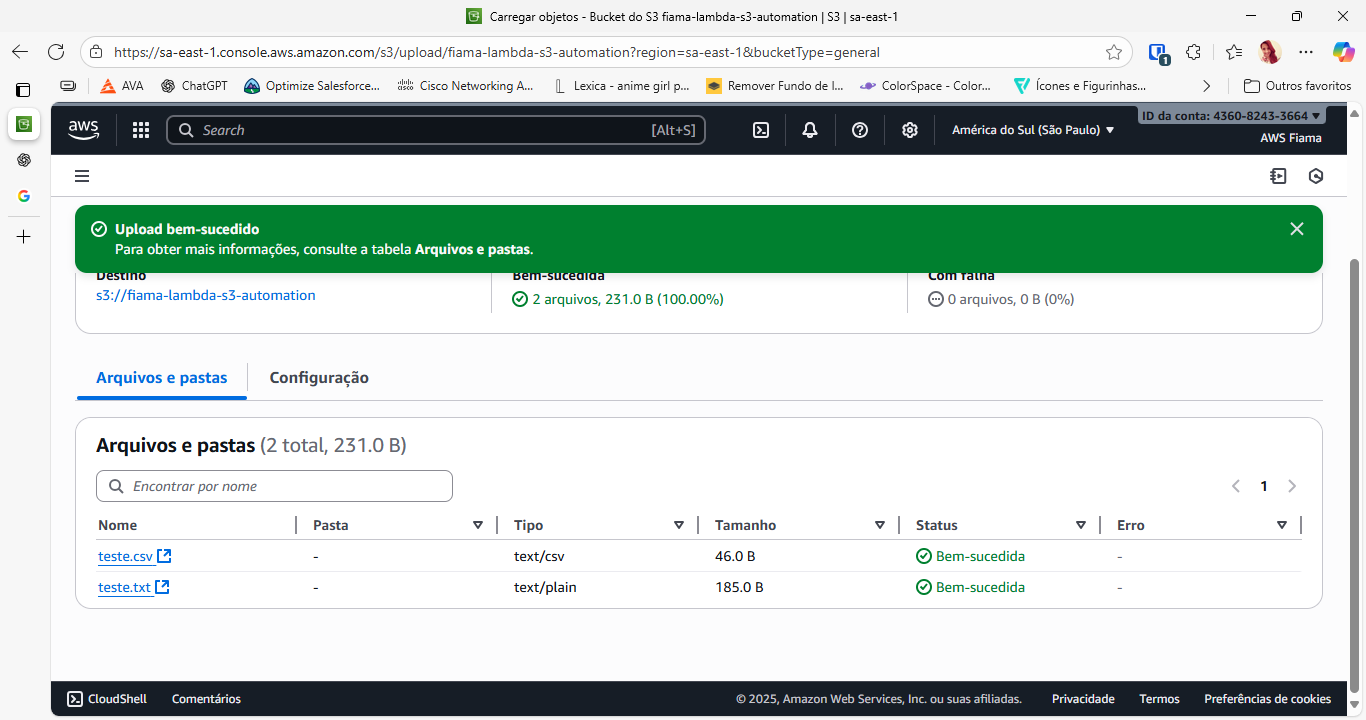 Carregar objetos - Bucket do S3 fiama-lambda-s3-automation | S3 | sa-east-1
https://sa-east-1.console.aws.amazon.com/s3/upload/fiama-lambda-s3-automation?region=sa-east-1&bucketType=general
1
AVA
ChatGPT
Optimize Salesforce...
Cisco Networking A...
Lexica - anime girl p...
Remover Fundo de I...
ColorSpace - Color...
Ícones e Figurinhas...
Outros favoritos
aws
Search
[Alt+S]
América do Sul (São Paulo)
ID da conta: 4360-8243-3664
AWS Fiama
Upload bem-sucedido
Para obter mais informações, consulte a tabela Arquivos e pastas.
Destino
Bem-sucedida
Com falha
s3://fiama-lambda-s3-automation
2 arquivos, 231.0 B (100.00%)
0 arquivos, 0 B (0%)
Arquivos e pastas
Configuração
Arquivos e pastas (2 total, 231.0 B)
Encontrar por nome
1
Nome Pasta Tipo Tamanho Status Erro
teste.csv - text/csv 46.0 B Bem-sucedida -
teste.txt - text/plain 185.0 B Bem-sucedida -
CloudShell
Comentários
© 2025, Amazon Web Services, Inc. ou suas afiliadas.
Privacidade
Termos
Preferências de cookies